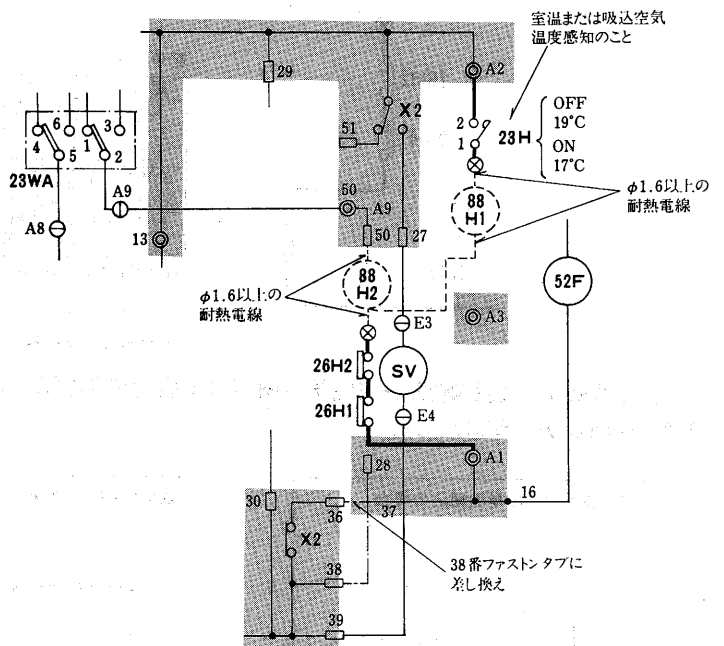 室温または吸込空気
温度感知のこと
A2
29
X2
2
1
23H
OFF
19°C
ON
17°C
4
6
5
1
3
2
51
23WA
A9
50
A9
A8
13
50
27
88
H1
φ1.6以上の
耐熱電線
88
H2
52F
φ1.6以上の
耐熱電線
E3
A3
26H2
SV
26H1
E4
28
A1
30
36
37
16
X2
38
38番ファストンタブに
差し換え
39